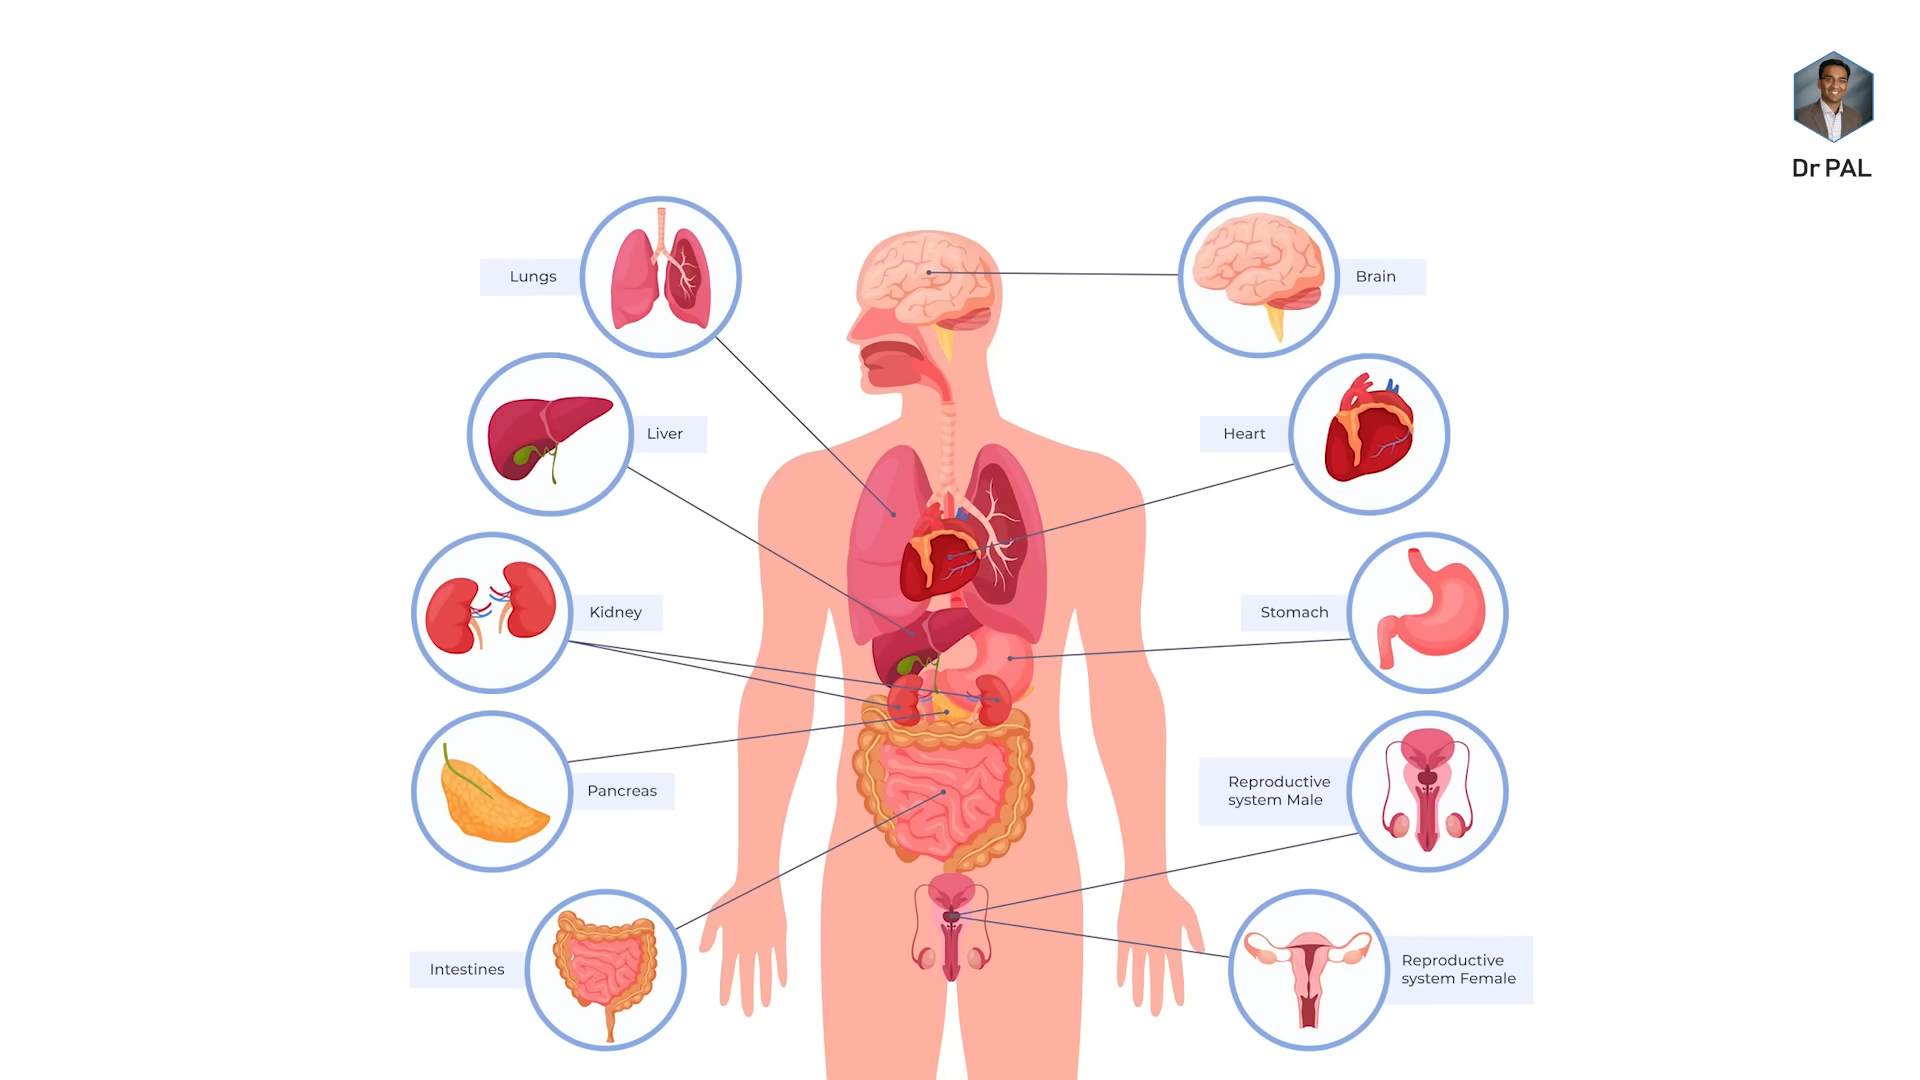 Dr PAL
Lungs
Brain
Liver
Heart
Kidney
Stomach
Pancreas
Reproductive
system Male
Intestines
Reproductive
system Female